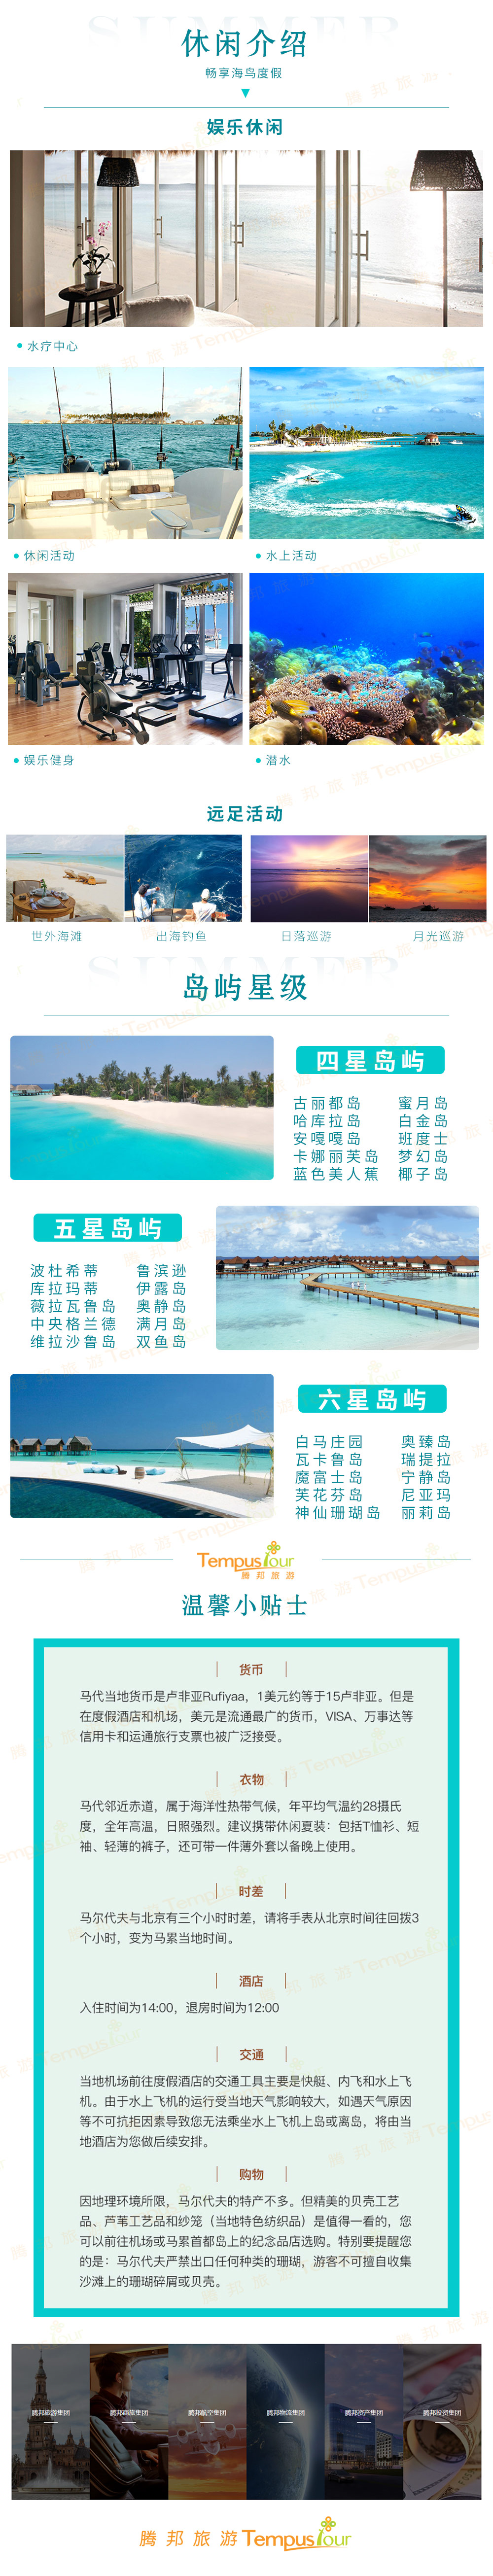 SUMMER
休闲介绍
畅享海鸟度假
娱乐休闲
水疗中心
休闲活动
水上活动
娱乐健身
潜水
远足活动
世外海滩
出海钓鱼
日落巡游
月光巡游
SUMMER
岛屿星级
四星岛屿
古丽都岛 蜜月岛
哈库拉岛 白金岛
安嘎嘎岛 班度士
卡娜丽芙岛 梦幻岛
蓝色美人蕉 椰子岛
五星岛屿
波杜希蒂 鲁滨逊
库拉玛蒂 伊露岛
薇拉瓦鲁岛 奥静岛
中央格兰德 满月岛
维拉沙鲁岛 双鱼岛
六星岛屿
白马庄园 奥臻岛
瓦卡鲁岛 瑞提拉
魔富士岛 宁静岛
芙花芬岛 尼亚玛
神仙珊瑚岛 丽莉岛
TempusTour
腾邦旅游
温馨小贴士
货币
马代当地货币是卢非亚Rufiyaa，1美元约等于15卢非亚。但是
在度假酒店和机场，美元是流通最广的货币，VISA、万事达等
信用卡和运通旅行支票也被广泛接受。
衣物
马代邻近赤道，属于海洋性热带气候，年平均气温约28摄氏
度，全年高温，日照强烈。建议携带休闲夏装：包括T恤衫、短
袖、轻薄的裤子，还可带一件薄外套以备晚上使用。
时差
马尔代夫与北京有三个小时时差，请将手表从北京时间往回拨3
个小时，变为马累当地时间。
酒店
入住时间为14:00，退房时间为12:00
交通
当地机场前往度假酒店的交通工具主要是快艇、内飞和水上飞
机。由于水上飞机的运行受当地天气影响较大，如遇天气原因
等不可抗拒因素导致您无法乘坐水上飞机上岛或离岛，将由当
地酒店为您做后续安排。
购物
因地理环境所限，马尔代夫的特产不多。但精美的贝壳工艺
品、芦苇工艺品和纱笼（当地特色纺织品）是值得一看的，您
可以前往机场或马累首都岛上的纪念品店选购。特别要提醒您
的是：马尔代夫严禁出口任何种类的珊瑚，游客不可擅自收集
沙滩上的珊瑚碎屑或贝壳。
腾邦旅游集团
腾邦商旅集团
腾邦航空集团
腾邦物流集团
腾邦资产集团
腾邦投资集团
腾邦旅游 TempusTour